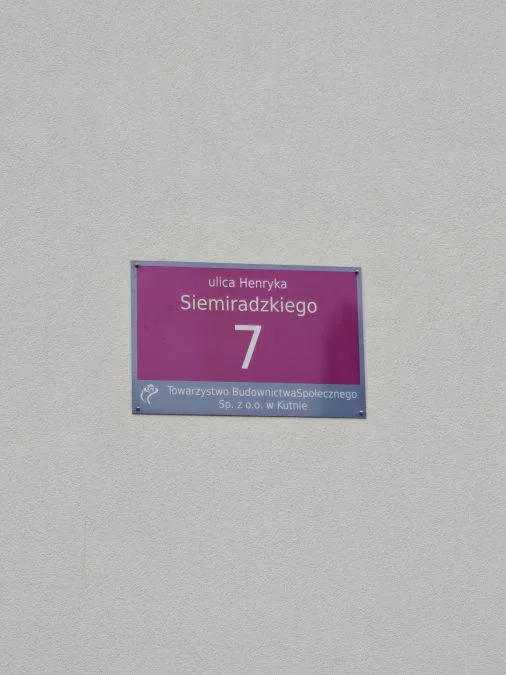 ulica Henryka
Siemiradzkiego
7
Towarzystwo BudownictwaSpołecznego
Sp. z o.o. w Kutnie